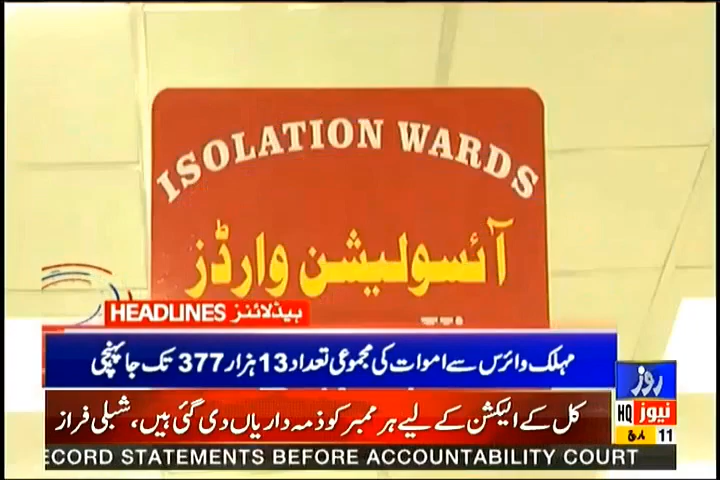 ISOLATION WARDS
آئسولیشن وارڈز
HEADLINES ہیڈلائنز
مہلک وائرس سے اموات کی مجموعی تعداد 13 ہزار 377 تک جا پہنچی
کل کے الیکشن کے لیے ہر ممبر کو ذمہ داریاں دی گئی ہیں، شبلی فراز
روز
HQ نیوز
11 مارچ
ECORD STATEMENTS BEFORE ACCOUNTABILITY COURT